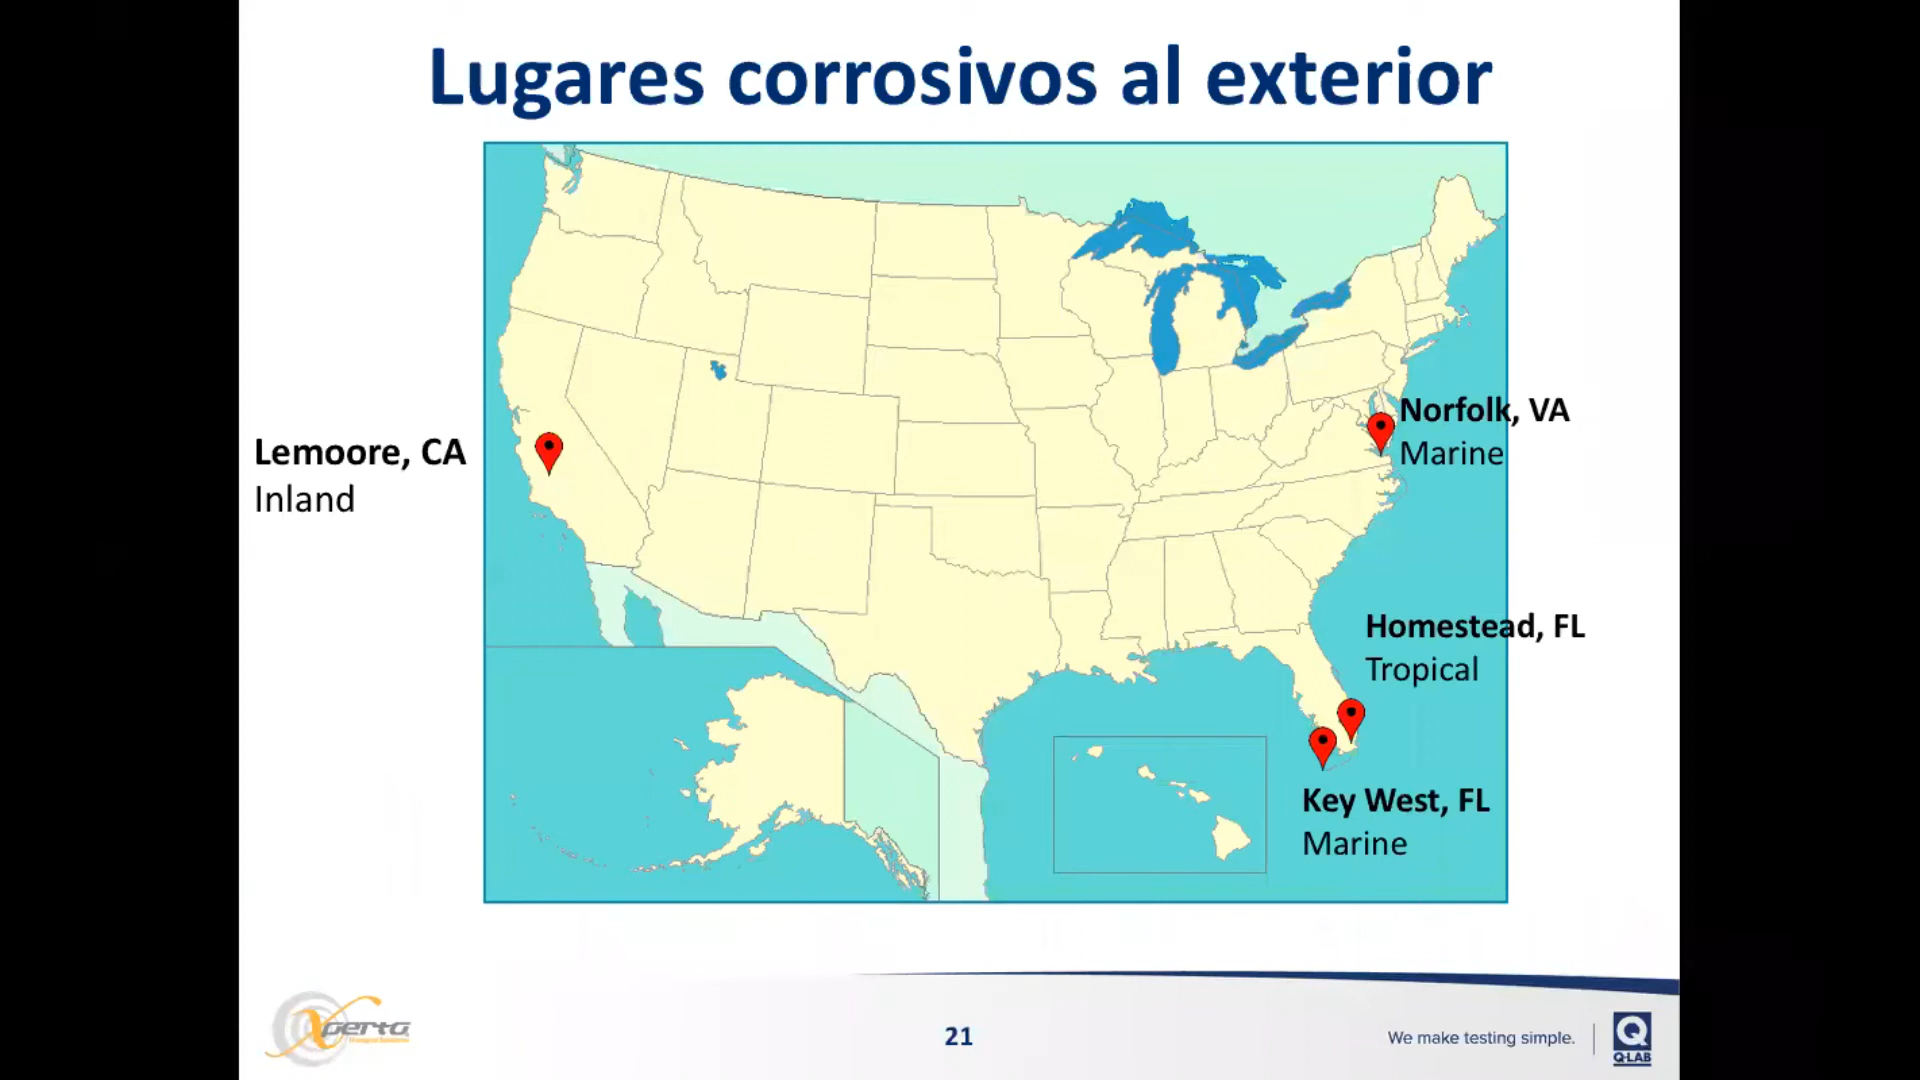 Lugares corrosivos al exterior
Norfolk, VA
Marine
Lemoore, CA
Inland
Homestead, FL
Tropical
Key West, FL
Marine
Xperta
21
We make testing simple.
Q
Q-LAB